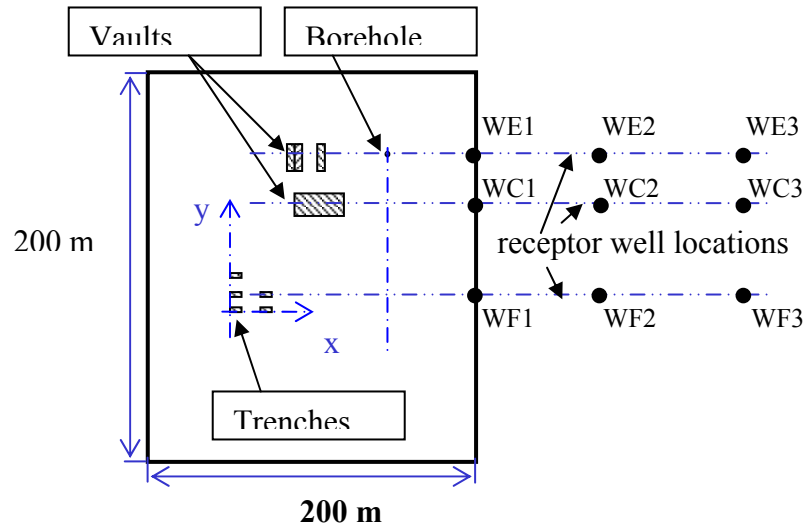 Vaults
Borehole
WE1
WE2
WE3
WC1
WC2
WC3
y
200 m
receptor well locations
WF1
WF2
WF3
x
Trenches
200 m